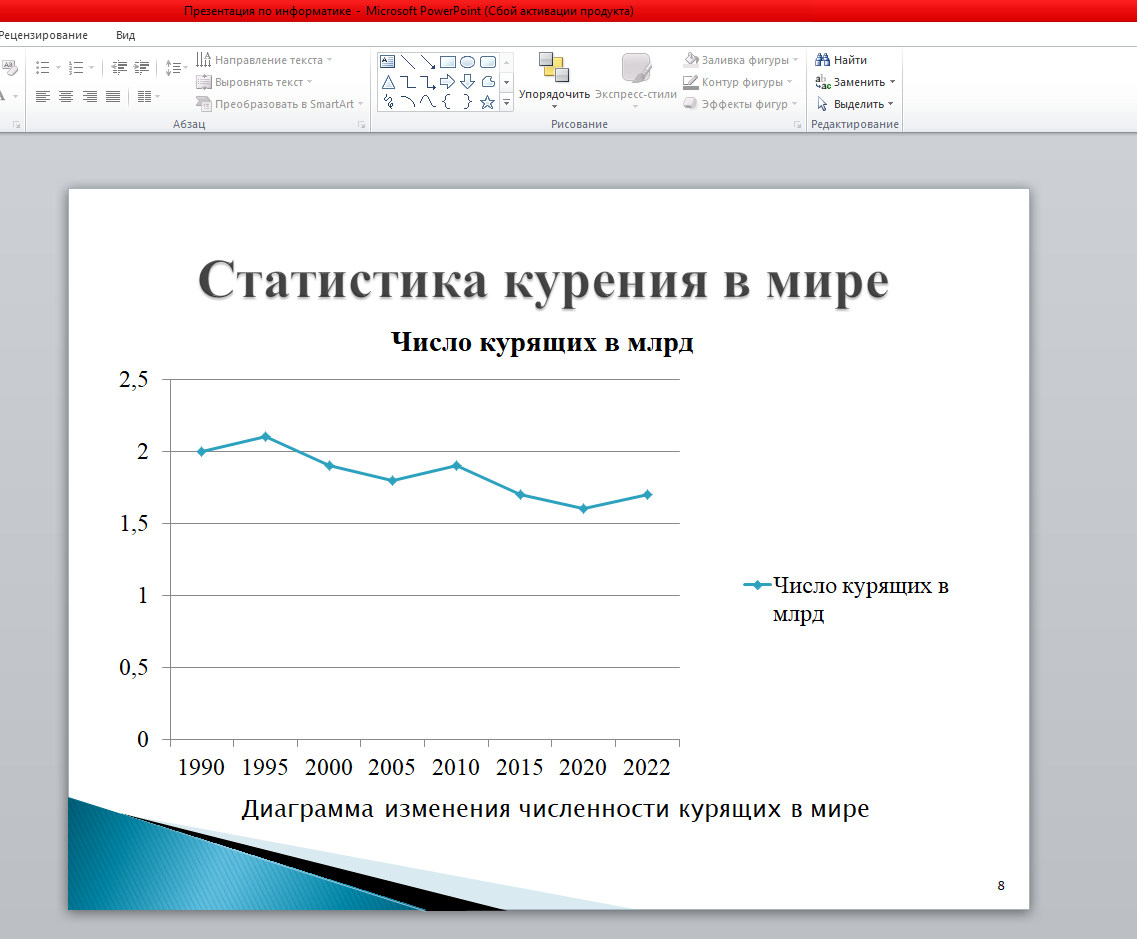 Презентация по информатике - Microsoft PowerPoint (Сбой активации продукта)
Рецензирование Вид
Направление текста
Выровнять текст
Преобразовать в SmartArt
Абзац
Упорядочить
Экспресс-стили
Заливка фигуры
Контур фигуры
Эффекты фигур
Рисование
Найти
Заменить
Выделить
Редактирование
Статистика курения в мире
Число курящих в млрд
2,5
2
1,5
1
0,5
0
1990 1995 2000 2005 2010 2015 2020 2022
Число курящих в
млрд
Диаграмма изменения численности курящих в мире
8